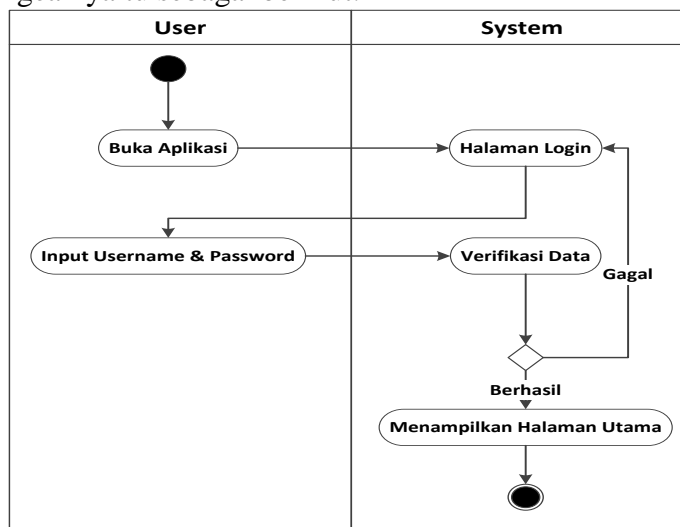 User
System
Buka Aplikasi
Halaman Login
Input Username & Password
Verifikasi Data
Gagal
Berhasil
Menampilkan Halaman Utama